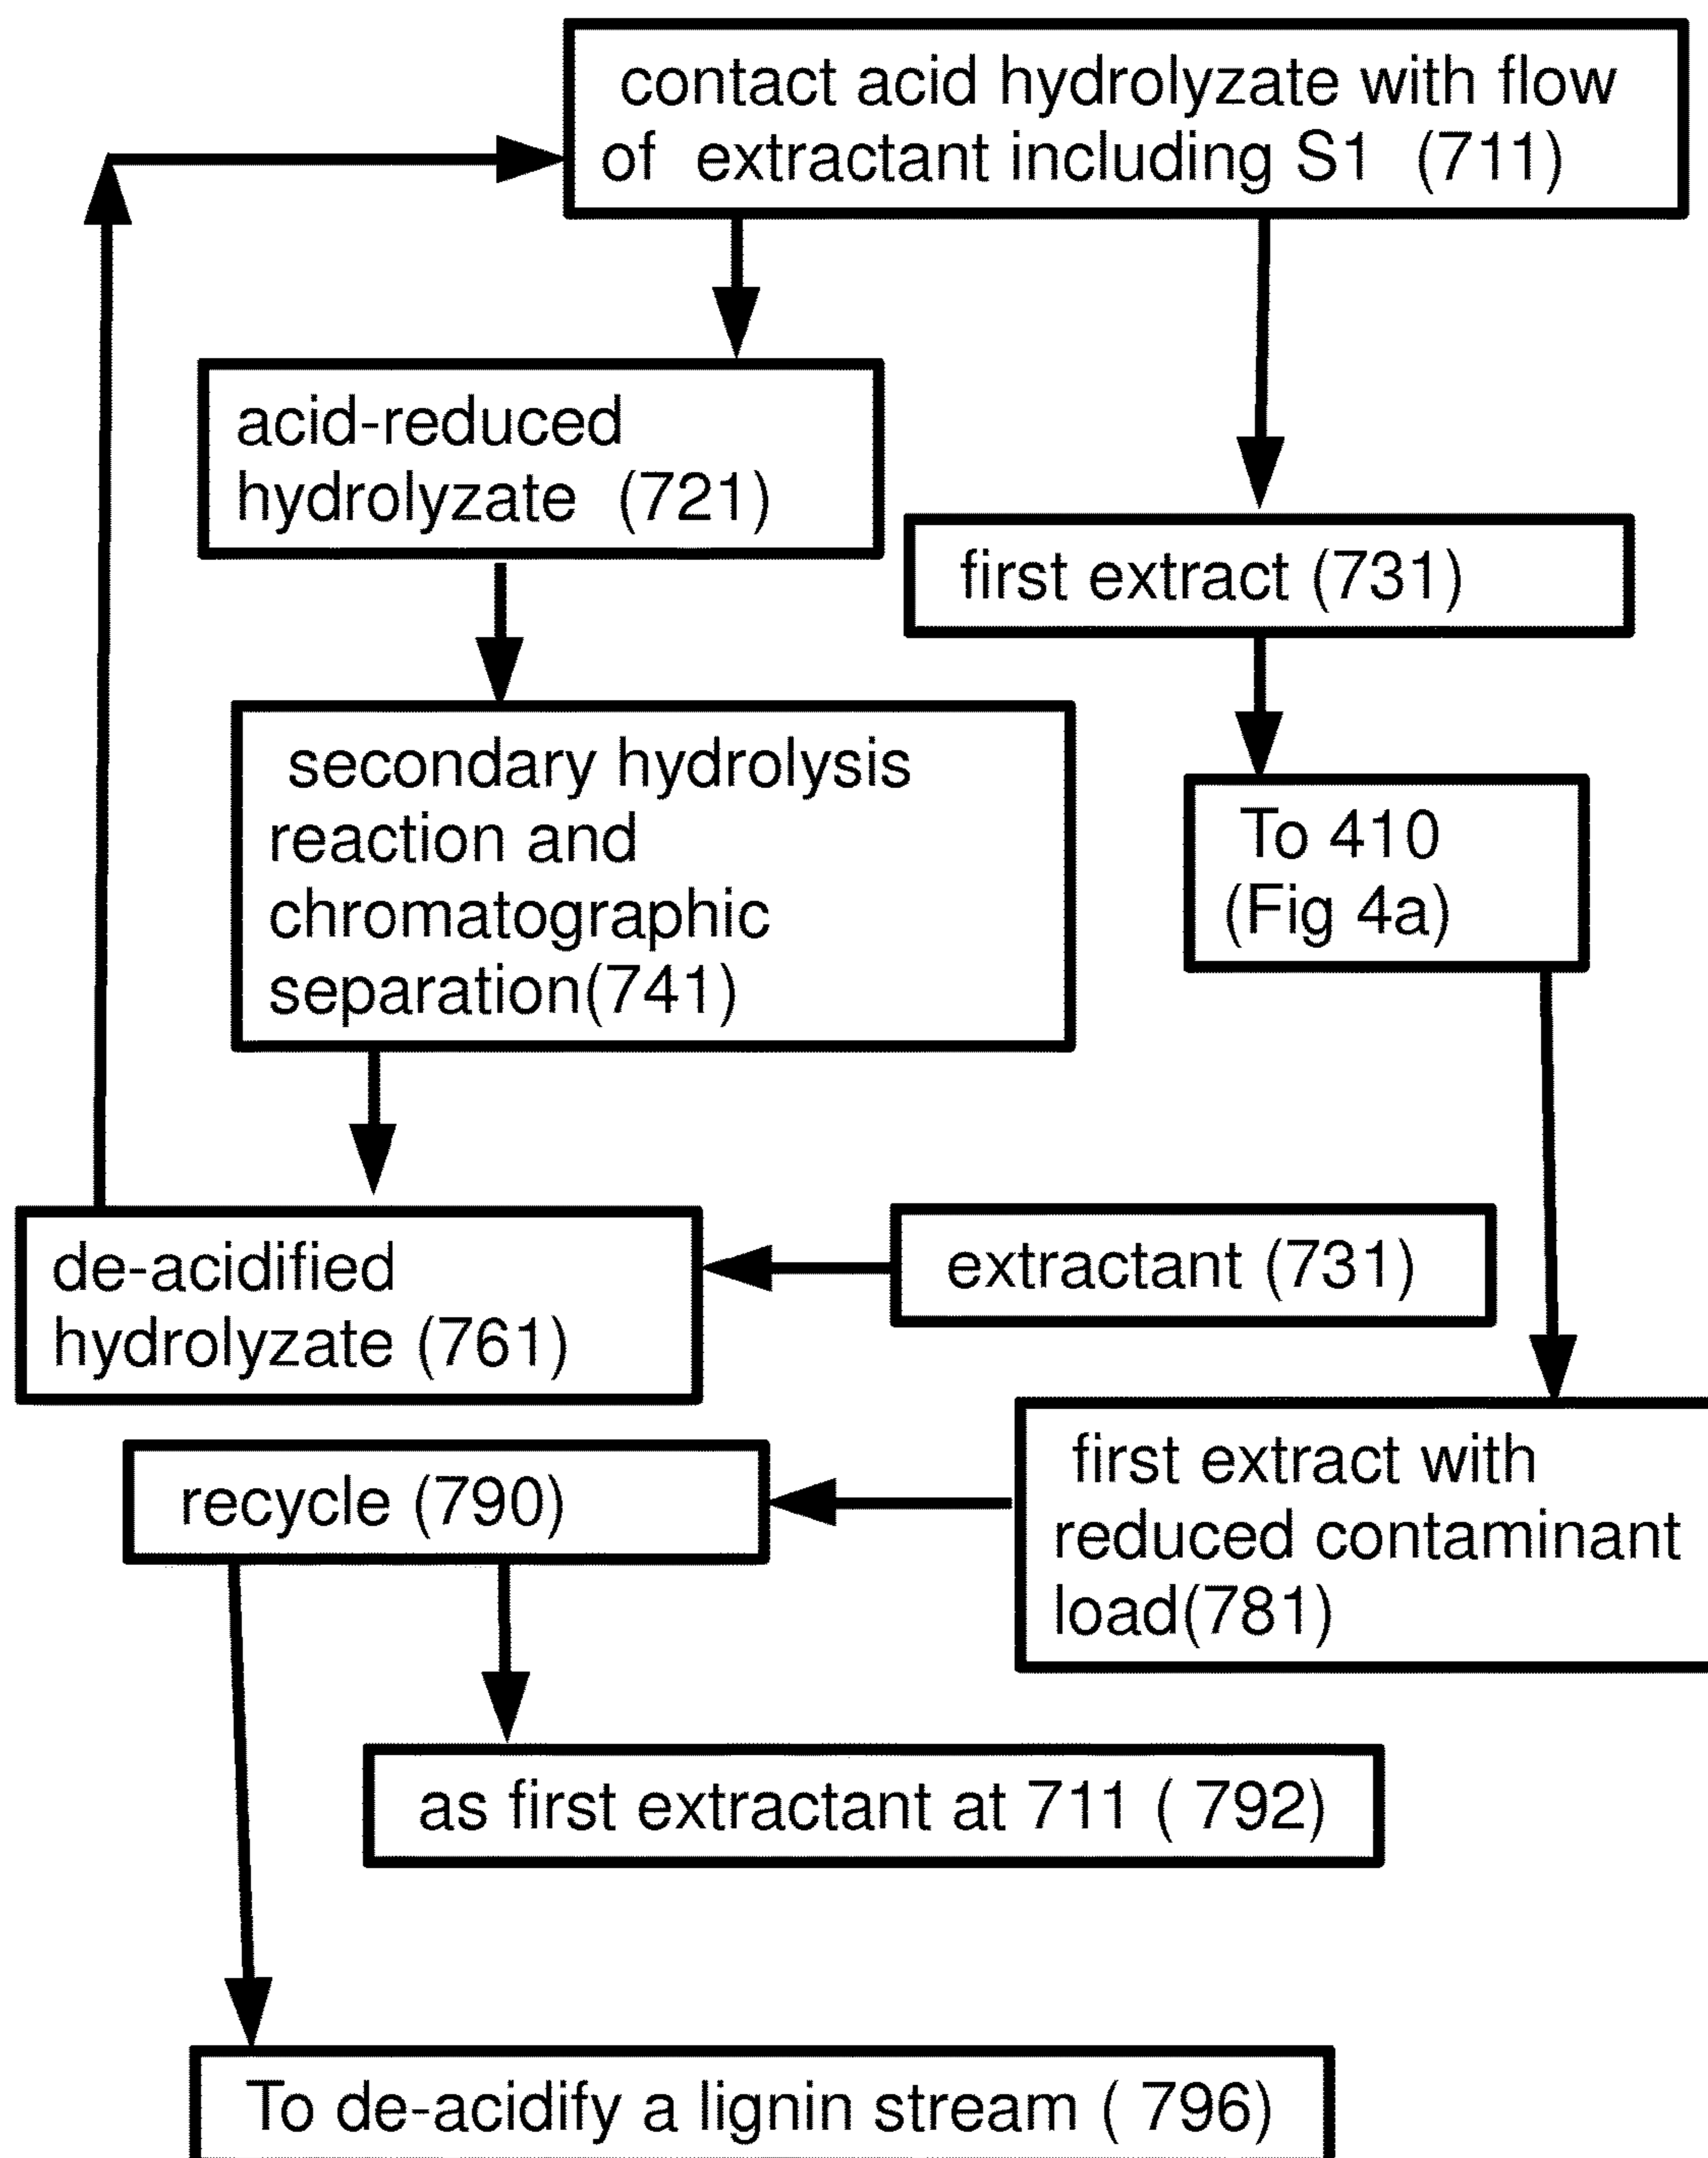 contact acid hydrolyzate with flow
of extractant including S1 (711)
acid-reduced
hydrolyzate (721)
first extract (731)
secondary hydrolysis
reaction and
chromatographic
separation(741)
To 410
(Fig 4a)
de-acidified
hydrolyzate (761)
extractant (731)
first extract with
reduced contaminant
load(781)
recycle (790)
as first extractant at 711 ( 792)
To de-acidify a lignin stream ( 796)